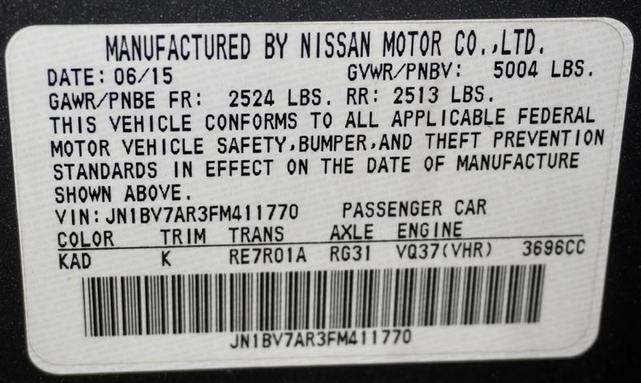 MANUFACTURED BY NISSAN MOTOR CO.,LTD.
DATE: 06/15 GVWR/PNBV: 5004 LBS.
GAWR/PNBE FR: 2524 LBS. RR: 2513 LBS.
THIS VEHICLE CONFORMS TO ALL APPLICABLE FEDERAL
MOTOR VEHICLE SAFETY,BUMPER,AND THEFT PREVENTION
STANDARDS IN EFFECT ON THE DATE OF MANUFACTURE
SHOWN ABOVE.
VIN: JN1BV7AR3FM411770 PASSENGER CAR
COLOR TRIM TRANS AXLE ENGINE
KAD K RE7R01A RG31 VQ37(VHR) 3696CC
JN1BV7AR3FM411770